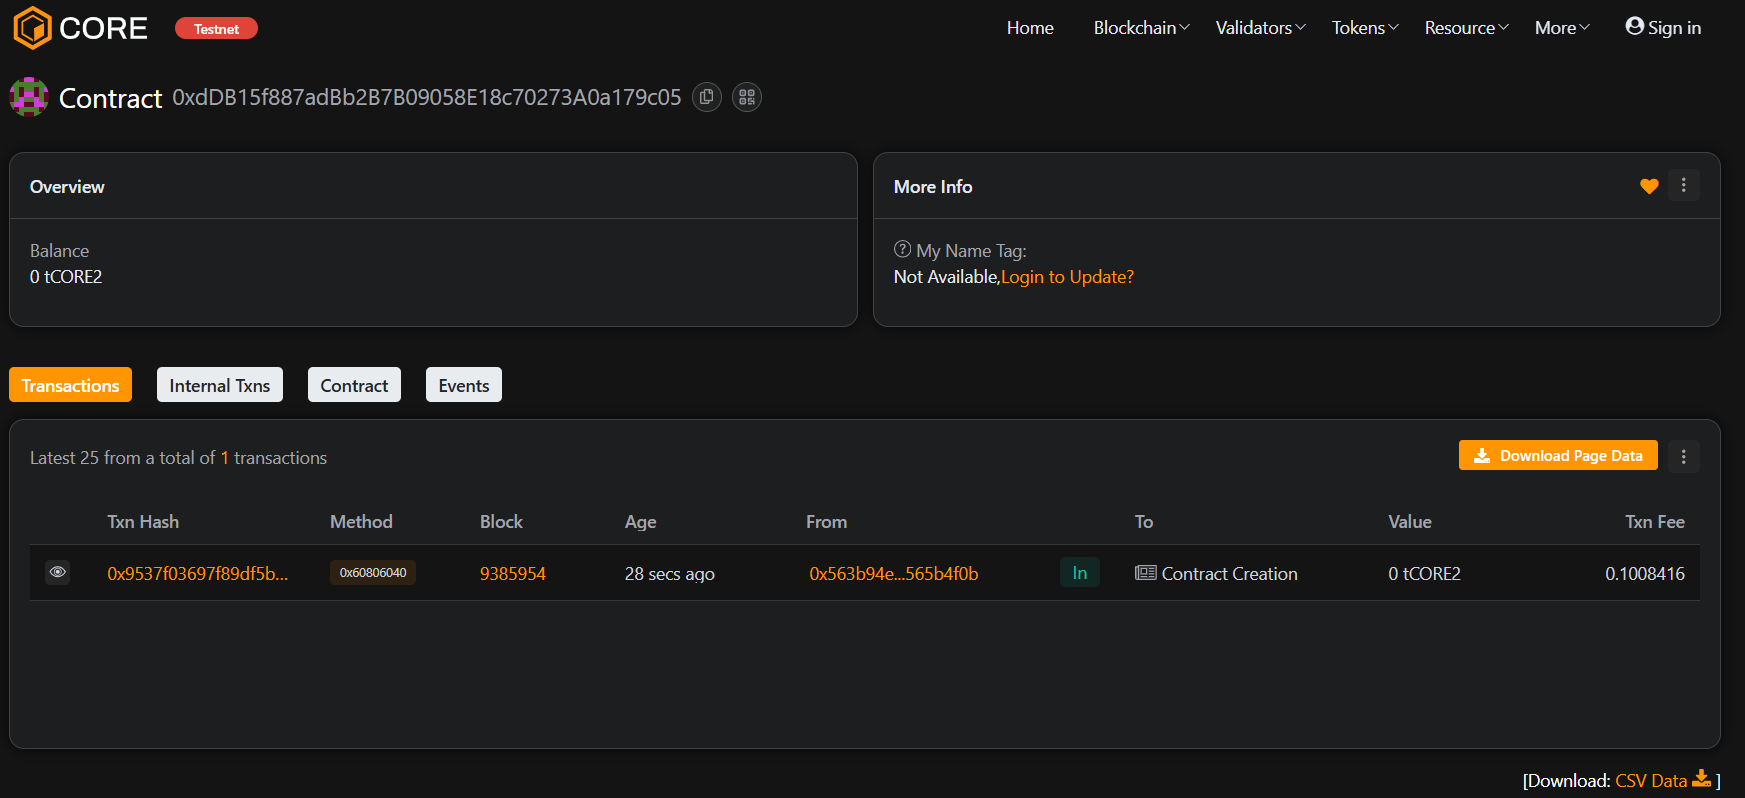 CORE Testnet Home Blockchain Validators Tokens Resource More Sign in
Contract 0xdDB15f887adBb2B7B09058E18c70273A0a179c05
Overview
Balance
0 tCORE2
More Info
My Name Tag:
Not Available,Login to Update?
Transactions Internal Txns Contract Events
Latest 25 from a total of 1 transactions Download Page Data
Txn Hash Method Block Age From To Value Txn Fee
0x9537f03697f89df5b... 0x60806040 9385954 28 secs ago 0x563b94e...565b4f0b In Contract Creation 0 tCORE2 0.1008416
[Download: CSV Data ]